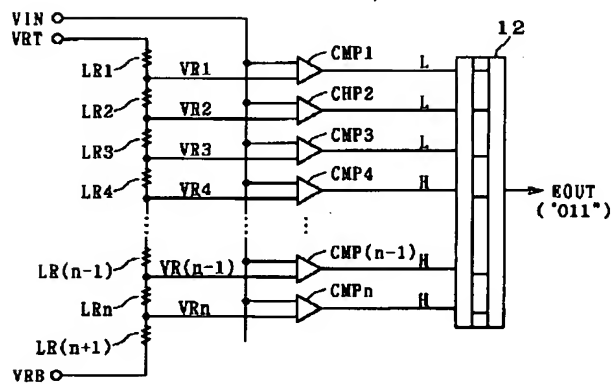 VIN
VRT
12
CMP1
LR1
VR1
L
CHP2
LR2
VR2
L
CMP3
LR3
VR3
L
CMP4
LR4
VR4
H
EOUT
("011")
CMP(n-1)
LR(n-1)
VR(n-1)
H
CMPn
LRn
VRn
H
LR(n+1)
VRB